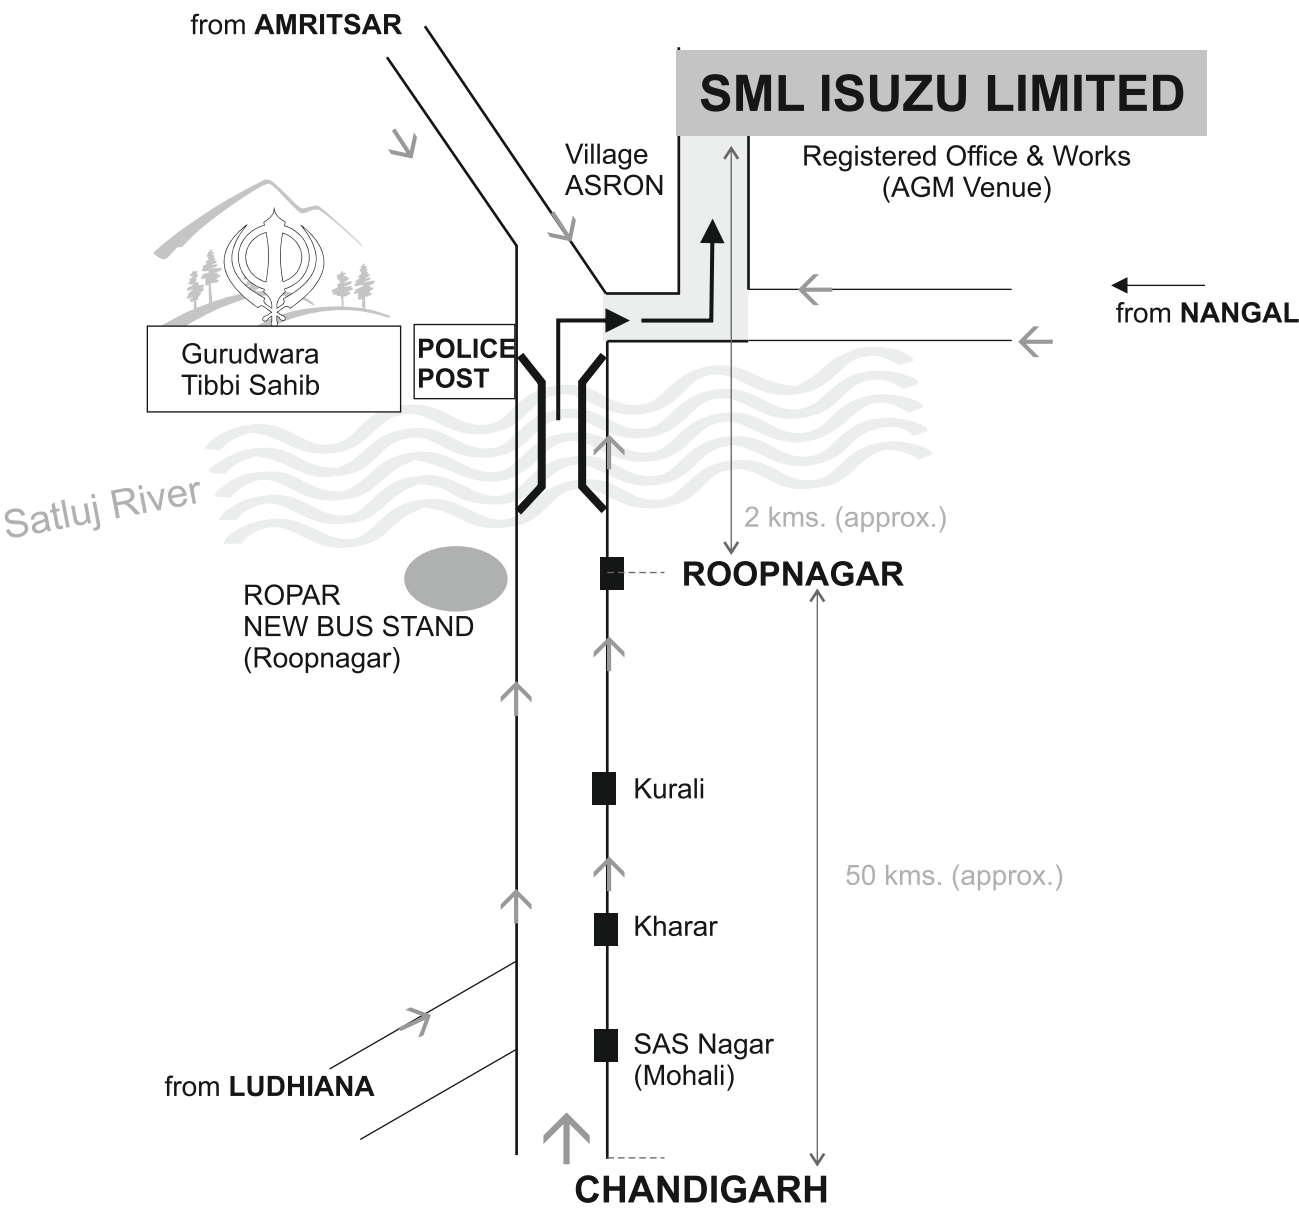 from AMRITSAR
SML ISUZU LIMITED
Village
ASRON
Registered Office & Works
(AGM Venue)
from NANGAL
Gurudwara
Tibbi Sahib
POLICE
POST
Satluj River
2 kms. (approx.)
ROOPNAGAR
ROPAR
NEW BUS STAND
(Roopnagar)
Kurali
50 kms. (approx.)
Kharar
SAS Nagar
(Mohali)
from LUDHIANA
CHANDIGARH